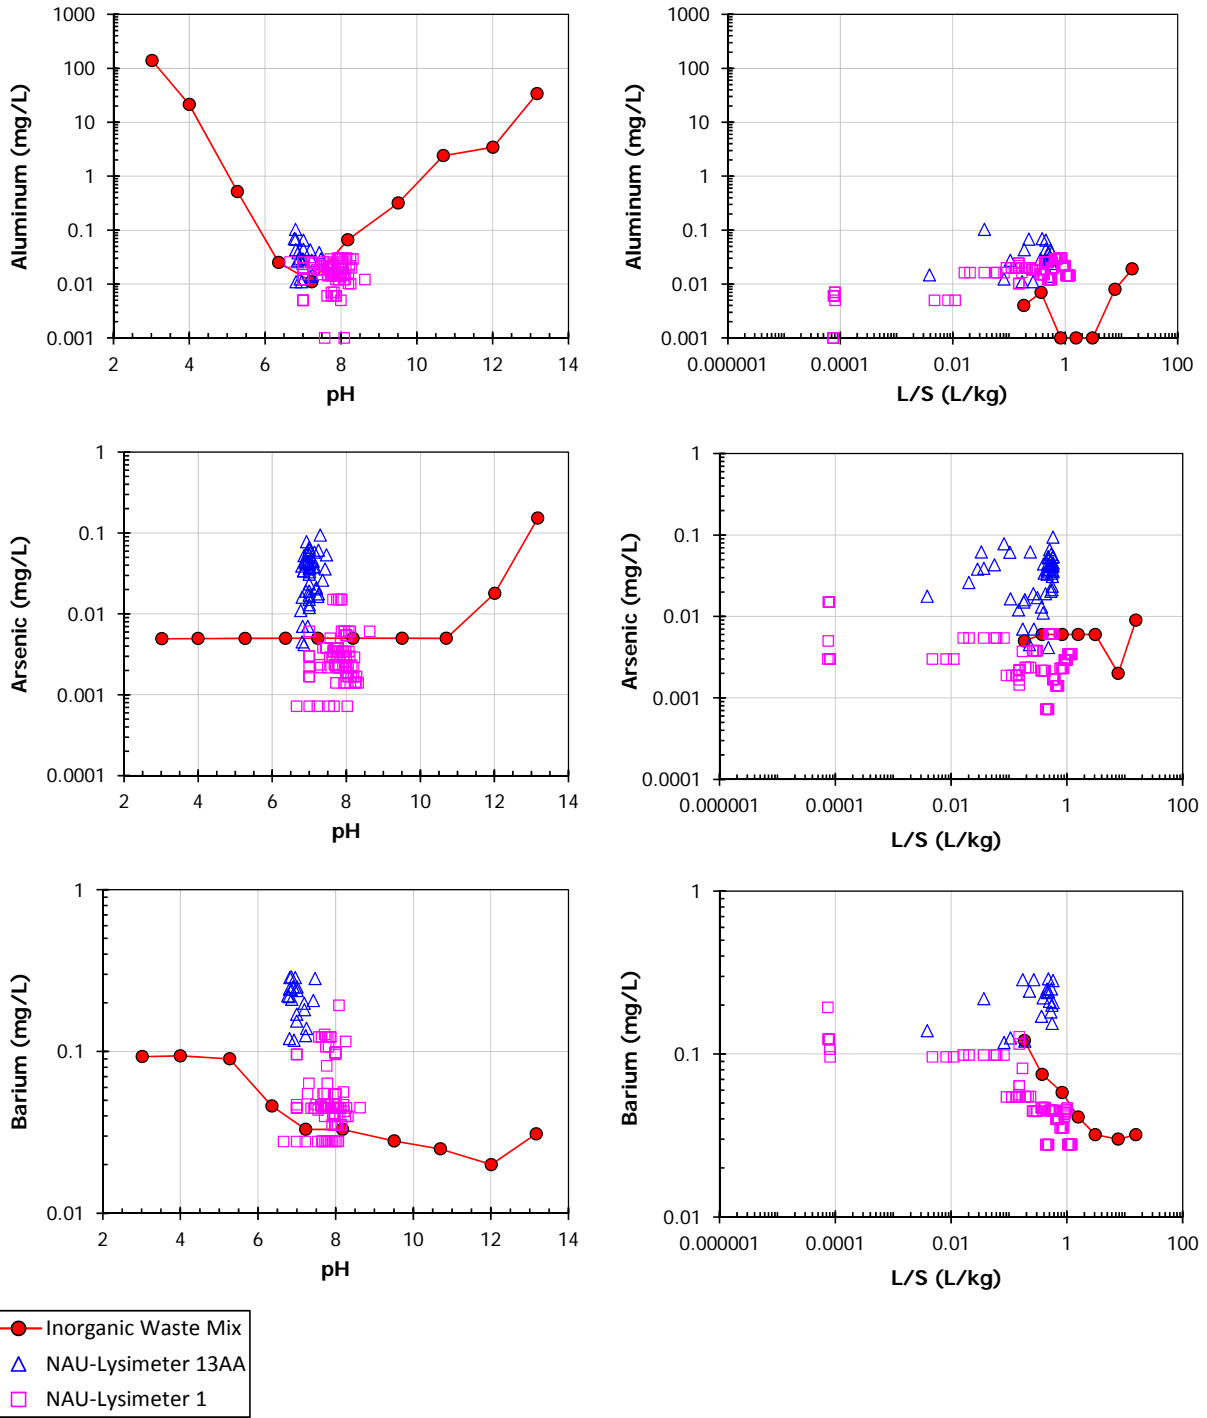 Aluminum (mg/L)
1000
100
10
1
0.1
0.01
0.001
2 4 6 8 10 12 14
pH
Aluminum (mg/L)
1000
100
10
1
0.1
0.01
0.001
0.000001 0.0001 0.01 1 100
L/S (L/kg)
Arsenic (mg/L)
1
0.1
0.01
0.001
0.0001
2 4 6 8 10 12 14
pH
Arsenic (mg/L)
1
0.1
0.01
0.001
0.0001
0.000001 0.0001 0.01 1 100
L/S (L/kg)
Barium (mg/L)
1
0.1
0.01
2 4 6 8 10 12 14
pH
Barium (mg/L)
1
0.1
0.01
0.000001 0.0001 0.01 1 100
L/S (L/kg)
Inorganic Waste Mix
NAU-Lysimeter 13AA
NAU-Lysimeter 1